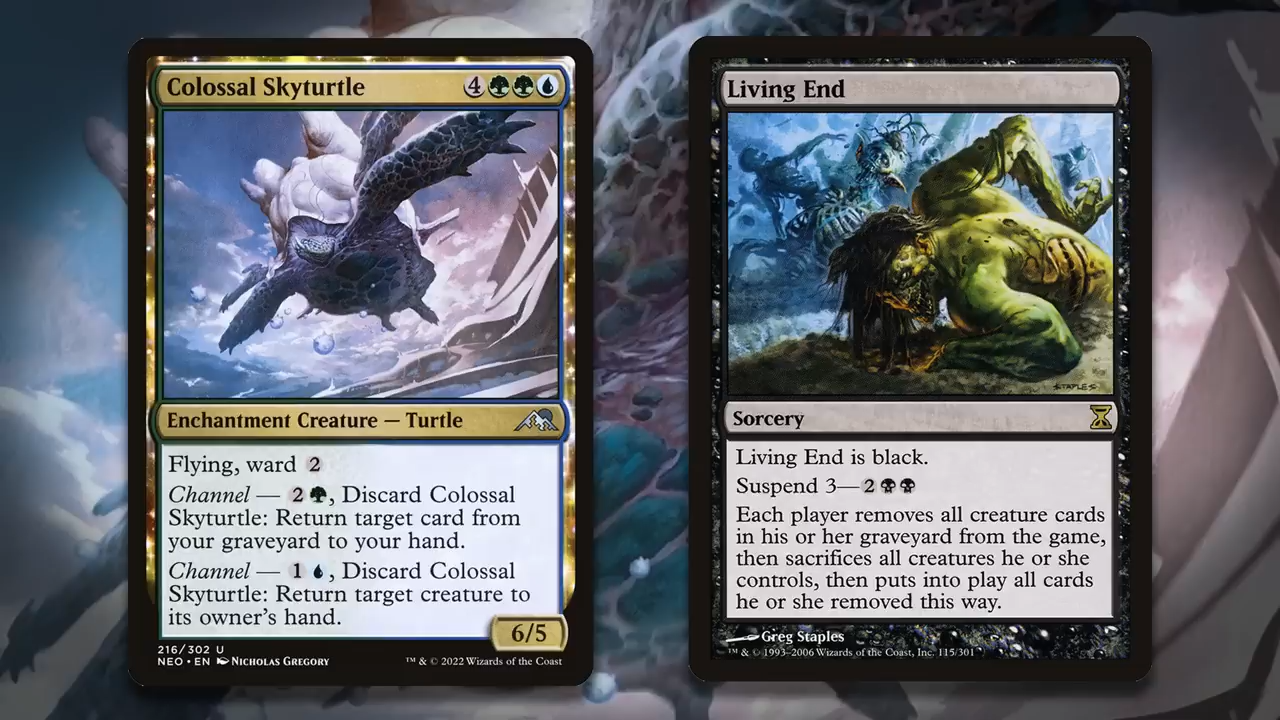 Colossal Skyturtle 4
Enchantment Creature — Turtle
Flying, ward 2
Channel — 2, Discard Colossal
Skyturtle: Return target card from
your graveyard to your hand.
Channel — 1, Discard Colossal
Skyturtle: Return target creature to
its owner's hand.
6/5
216/302 U
NEO • EN Nicholas Gregory
™ & © 2022 Wizards of the Coast
Living End
STAPLES
Sorcery
Living End is black.
Suspend 3—2
Each player removes all creature cards
in his or her graveyard from the game,
then sacrifices all creatures he or she
controls, then puts into play all cards
he or she removed this way.
Greg Staples
™ & © 1993–2006 Wizards of the Coast, Inc. 115/301